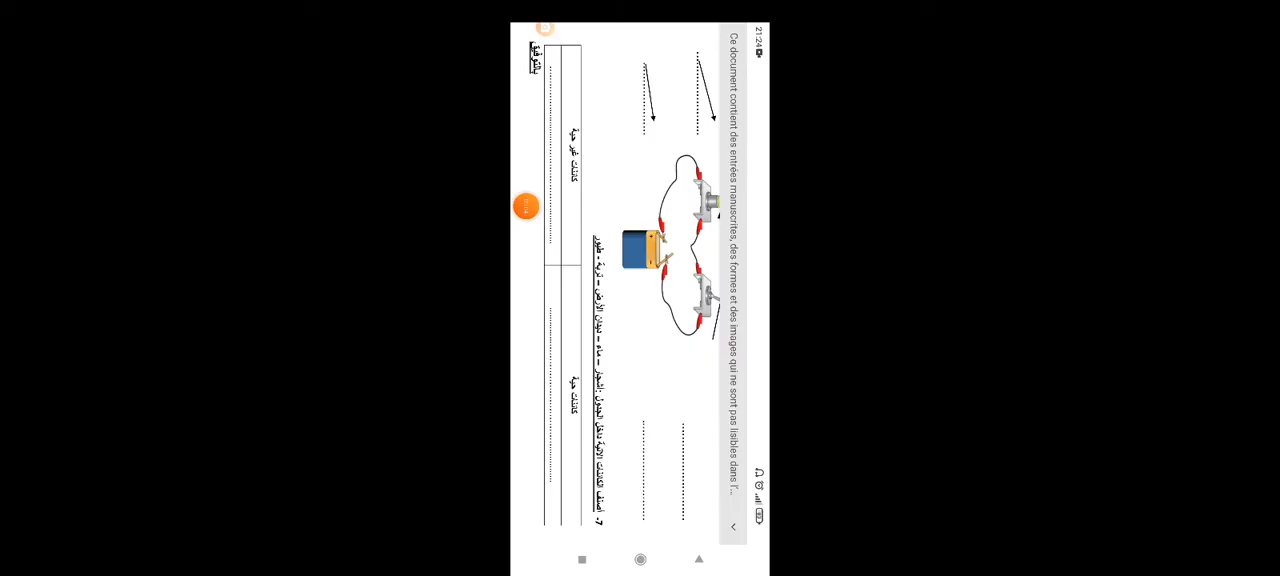 21:24
Ce document contient des entrées manuscrites, des formes et des images qui ne sont pas lisibles dans l'...
+ -
7- أصنف الكائنات الآتية داخل الجدول : أشجار – ماء – ديدان الأرض – تربة - طيور
كائنات حية
كائنات غير حية
بالتوفيق